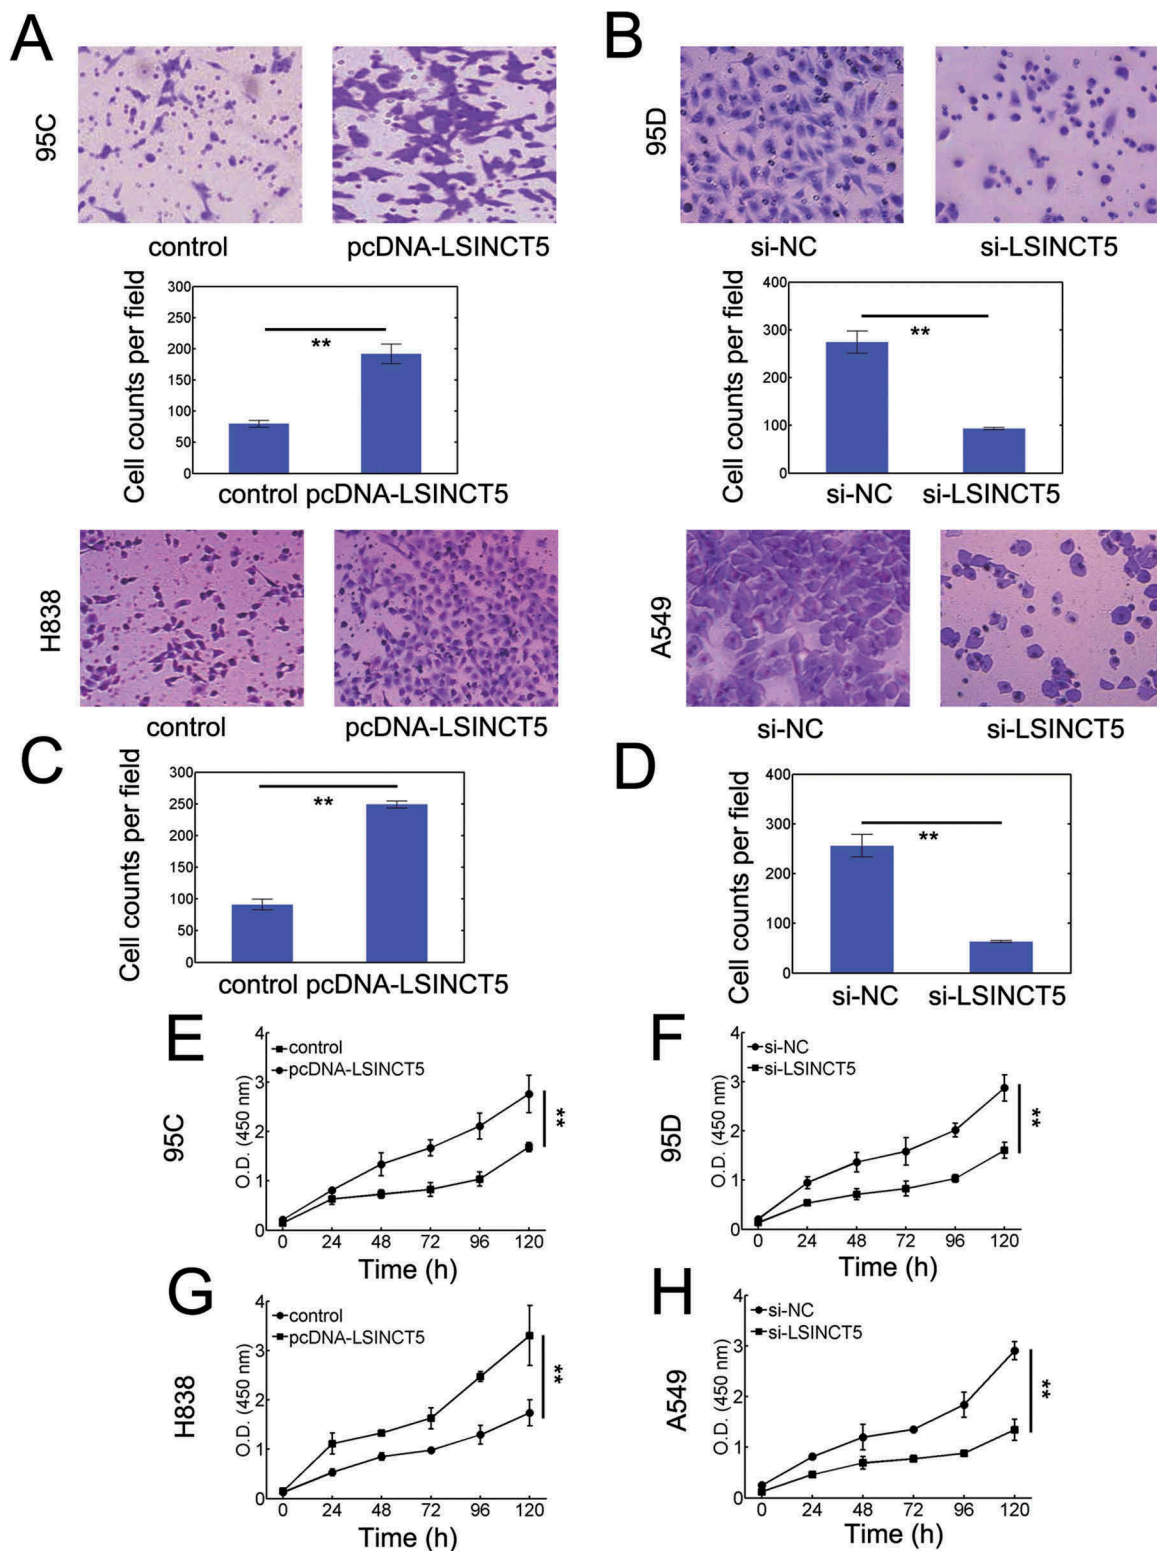 A
B
95C
95D
control
pcDNA-LSINCT5
si-NC
si-LSINCT5
Cell counts per field
300
250
200
150
100
50
0
**
control pcDNA-LSINCT5
Cell counts per field
400
300
200
100
0
**
si-NC
si-LSINCT5
H838
A549
control
pcDNA-LSINCT5
si-NC
si-LSINCT5
C
D
Cell counts per field
300
250
200
150
100
50
0
**
control pcDNA-LSINCT5
Cell counts per field
400
300
200
100
0
**
si-NC
si-LSINCT5
E
95C
O.D. (450 nm)
4
3
2
1
0
control
pcDNA-LSINCT5
**
0 24 48 72 96 120
Time (h)
F
95D
O.D. (450 nm)
4
3
2
1
0
si-NC
si-LSINCT5
**
0 24 48 72 96 120
Time (h)
G
H838
O.D. (450 nm)
4
3
2
1
0
control
pcDNA-LSINCT5
**
0 24 48 72 96 120
Time (h)
H
A549
O.D. (450 nm)
4
3
2
1
0
si-NC
si-LSINCT5
**
0 24 48 72 96 120
Time (h)